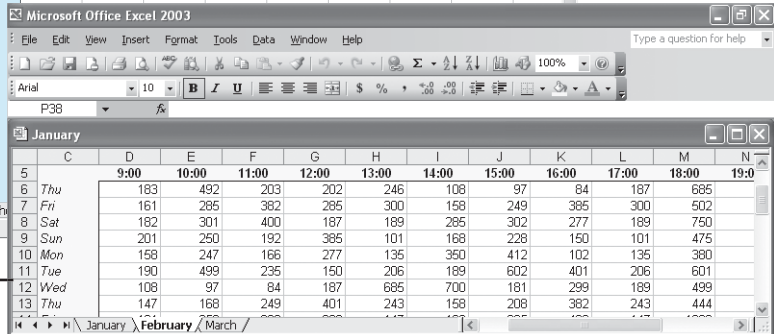 Microsoft Office Excel 2003
File Edit View Insert Format Tools Data Window Help Type a question for help
100%
Arial 10 B I U $ %
P38 fx
January
C D E F G H I J K L M N
5 9:00 10:00 11:00 12:00 13:00 14:00 15:00 16:00 17:00 18:00 19:0
6 Thu 183 492 203 202 246 108 97 84 187 685
7 Fri 161 285 382 285 300 158 249 385 300 502
8 Sat 182 301 400 187 189 285 302 277 189 750
9 Sun 201 250 192 385 101 168 228 150 101 475
10 Mon 158 247 166 277 135 350 412 102 135 380
11 Tue 190 499 235 150 206 189 602 401 206 601
12 Wed 108 97 84 187 685 700 181 299 189 499
13 Thu 147 168 249 401 243 158 208 382 243 444
January February March